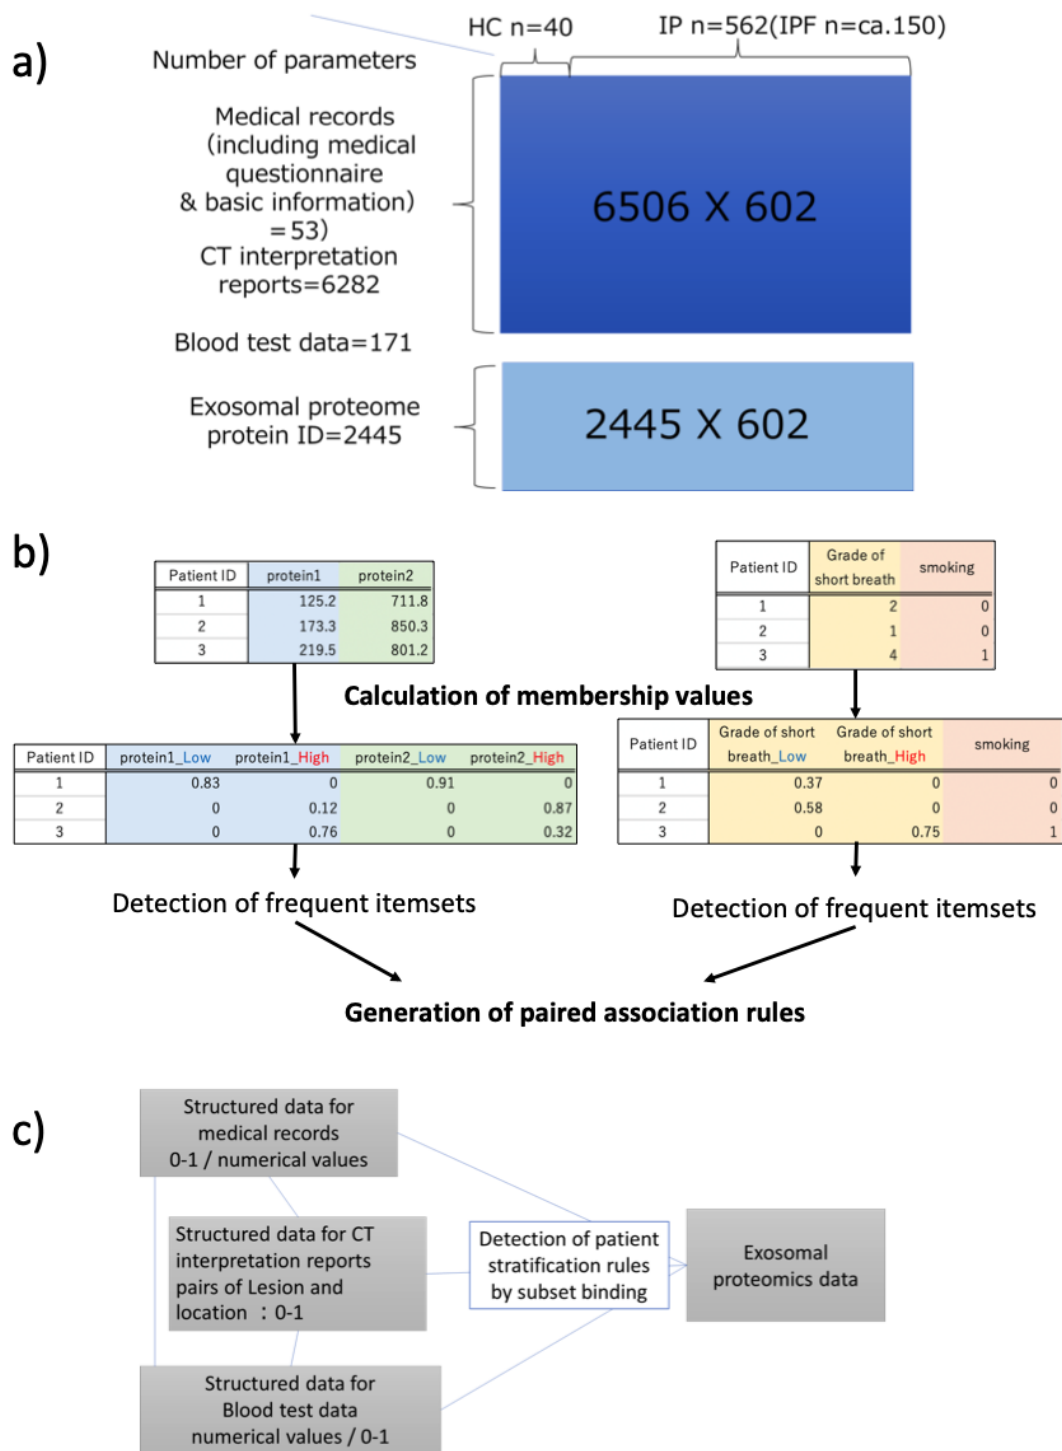 a)
HC n=40
IP n=562(IPF n=ca.150)
Number of parameters
Medical records
(including medical
questionnaire
& basic information)
=53)
CT interpretation
reports=6282
6506 X 602
Blood test data=171
Exosomal proteome
protein ID=2445
2445 X 602
b)
Patient ID protein1 protein2
1 125.2 711.8
2 173.3 850.3
3 219.5 801.2
Patient ID Grade of short breath smoking
1 2 0
2 1 0
3 4 1
Calculation of membership values
Patient ID protein1_Low protein1_High protein2_Low protein2_High
1 0.83 0 0.91 0
2 0 0.12 0 0.87
3 0 0.76 0 0.32
Patient ID Grade of short breath_Low Grade of short breath_High smoking
1 0.37 0 0
2 0.58 0 0
3 0 0.75 1
Detection of frequent itemsets
Detection of frequent itemsets
Generation of paired association rules
c)
Structured data for
medical records
0-1 / numerical values
Structured data for CT
interpretation reports
pairs of Lesion and
location : 0-1
Structured data for
Blood test data
numerical values / 0-1
Detection of patient
stratification rules
by subset binding
Exosomal
proteomics data